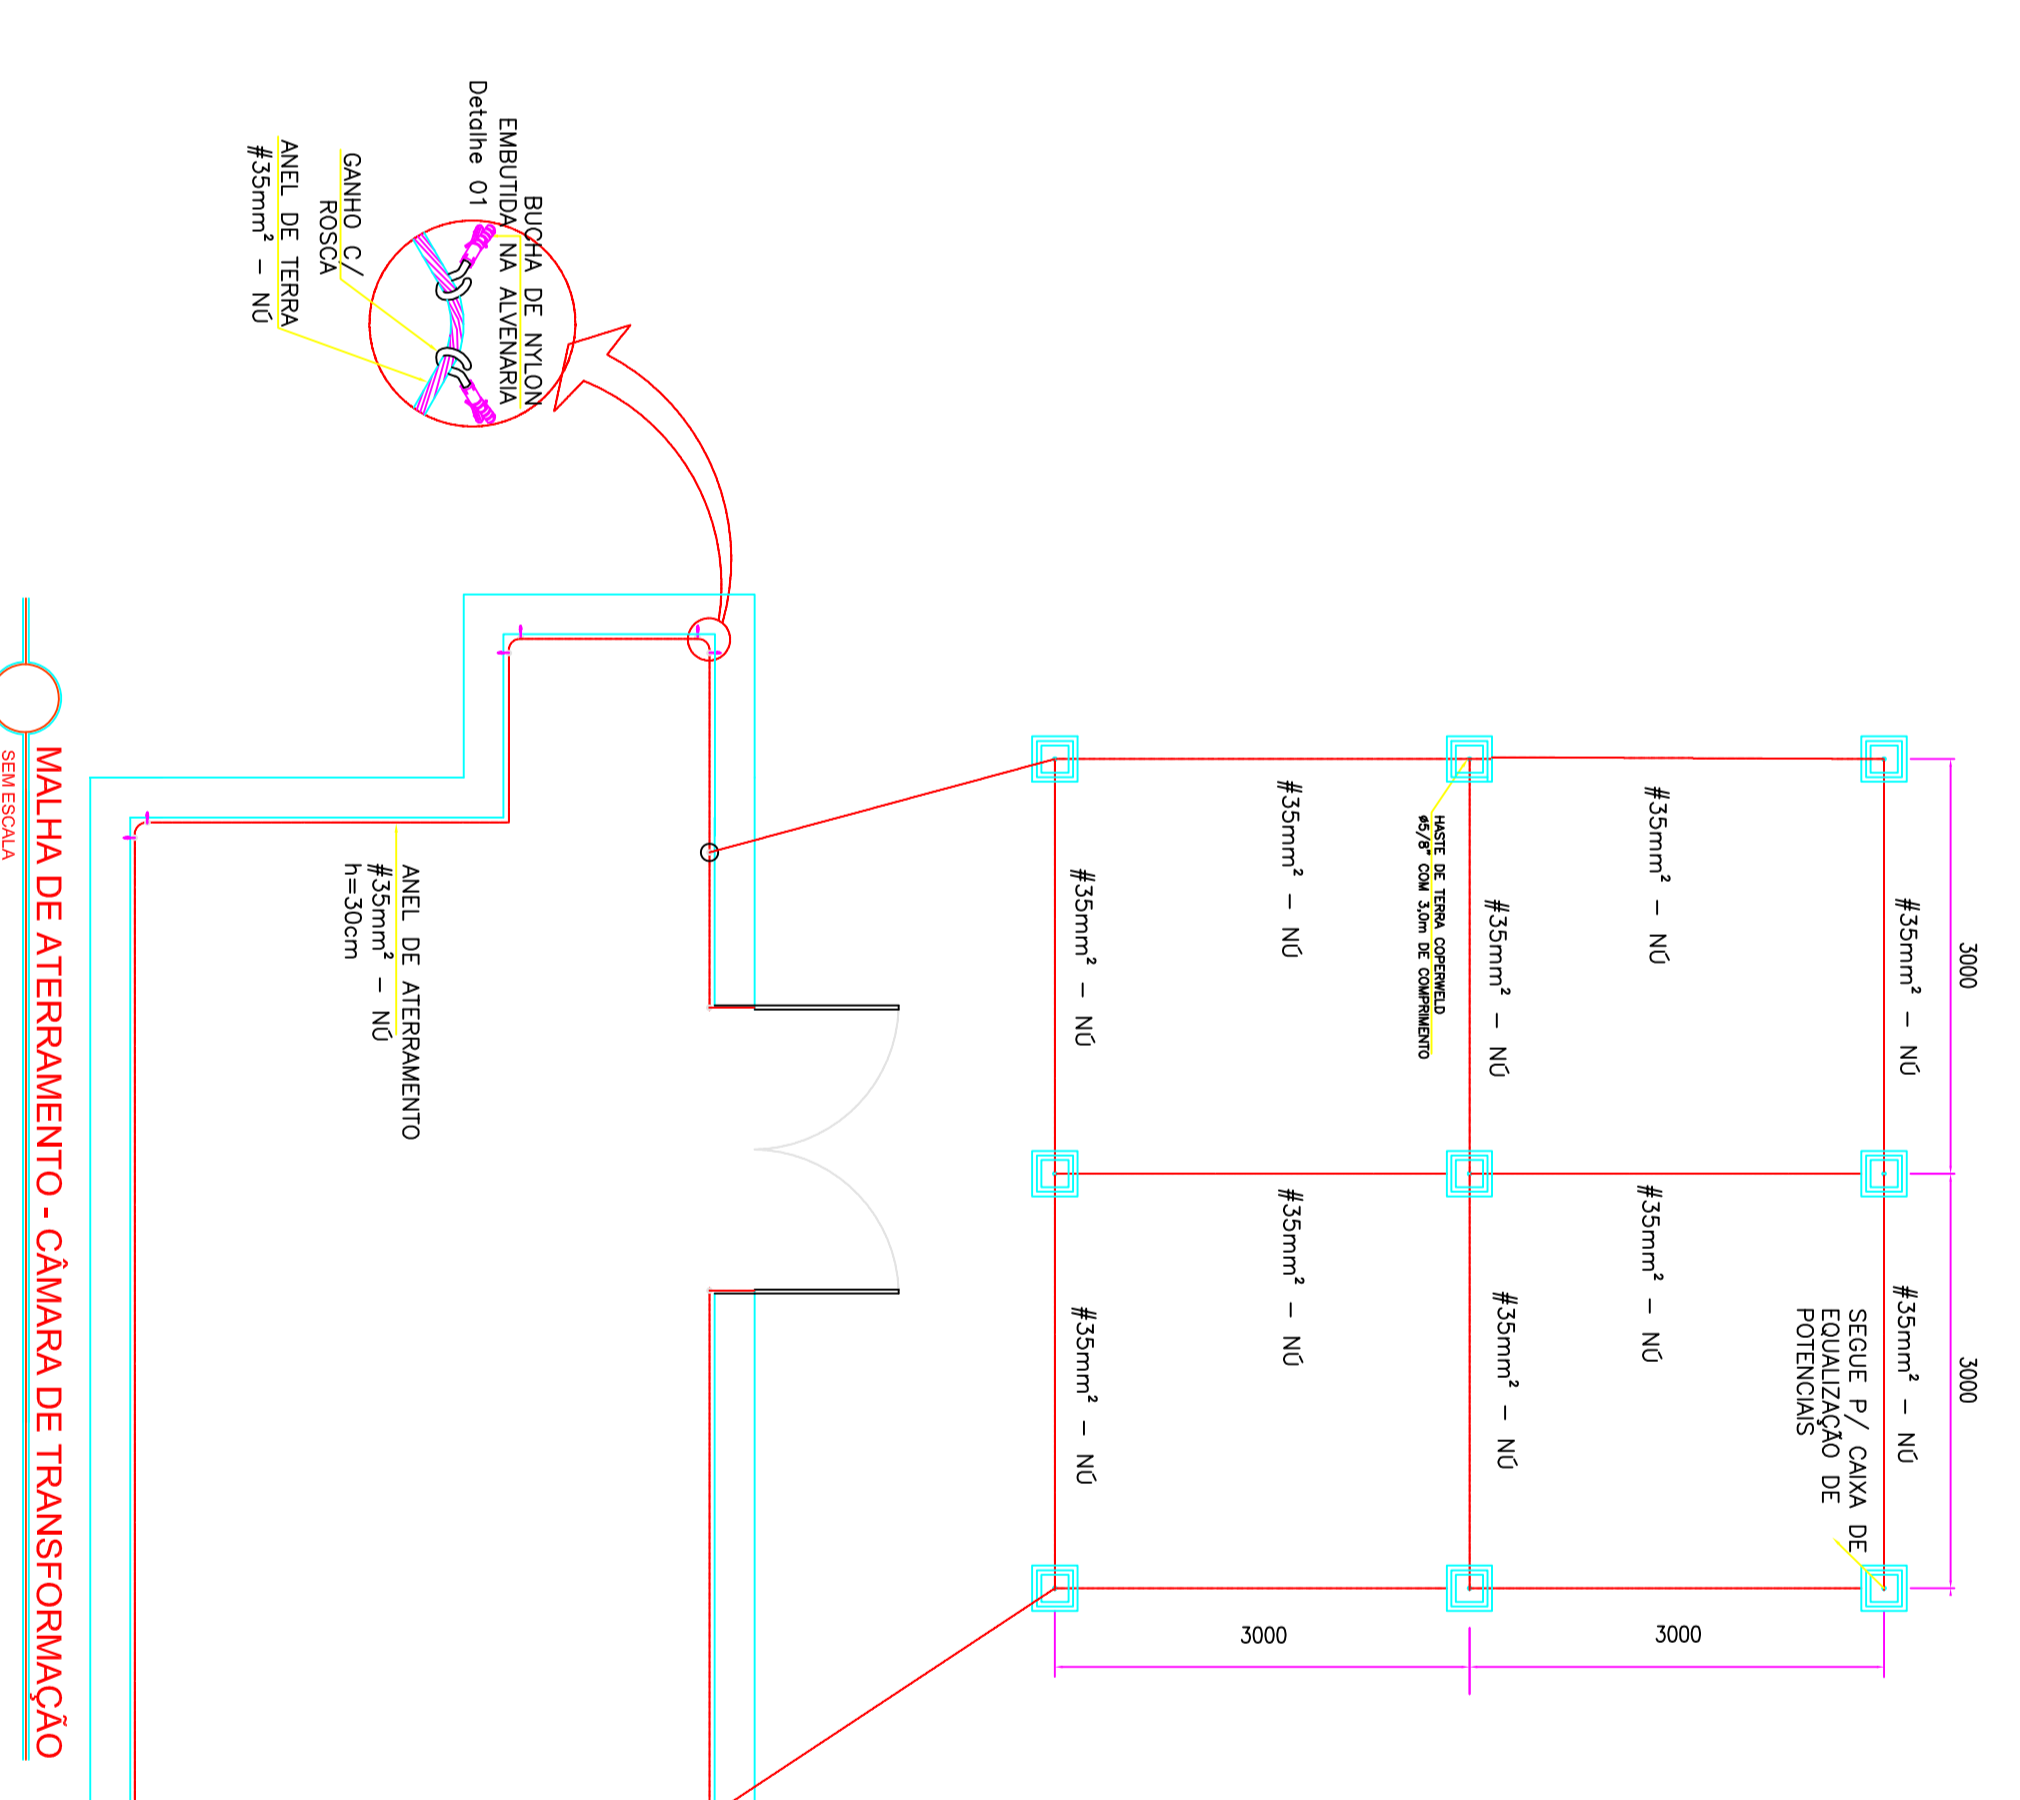 3000
3000
#35mm² - NÚ
#35mm² - NÚ
SEGUE P/ CAIXA DE
EQUALIZAÇÃO DE
POTENCIAIS
#35mm² - NÚ
#35mm² - NÚ
3000
3000
#35mm² - NÚ
#35mm² - NÚ
HASTE DE TERRA COPERWELD
ø5/8" COM 3,0m DE COMPRIMENTO
#35mm² - NÚ
#35mm² - NÚ
#35mm² - NÚ
#35mm² - NÚ
BUCHA DE NYLON
EMBUTIDA NA ALVENARIA
Detalhe 01
GANHO C/
ROSCA
ANEL DE TERRA
#35mm² - NÚ
ANEL DE ATERRAMENTO
#35mm² - NÚ
h=30cm
MALHA DE ATERRAMENTO - CÂMARA DE TRANSFORMAÇÃO
SEM ESCALA